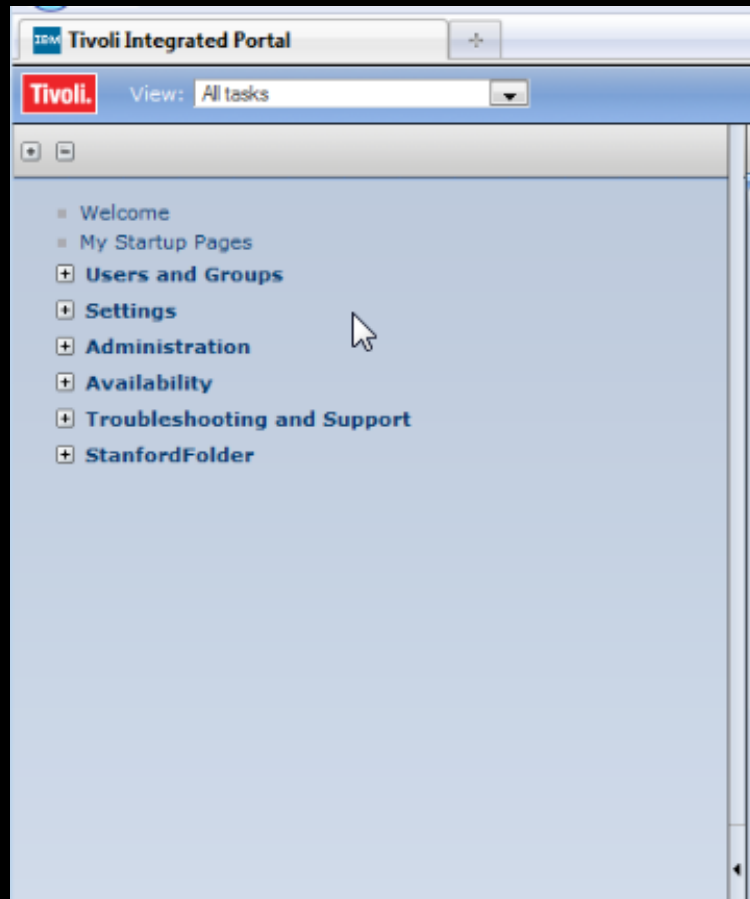 IBM Tivoli Integrated Portal
Tivoli. View: All tasks
Welcome
My Startup Pages
Users and Groups
Settings
Administration
Availability
Troubleshooting and Support
StanfordFolder